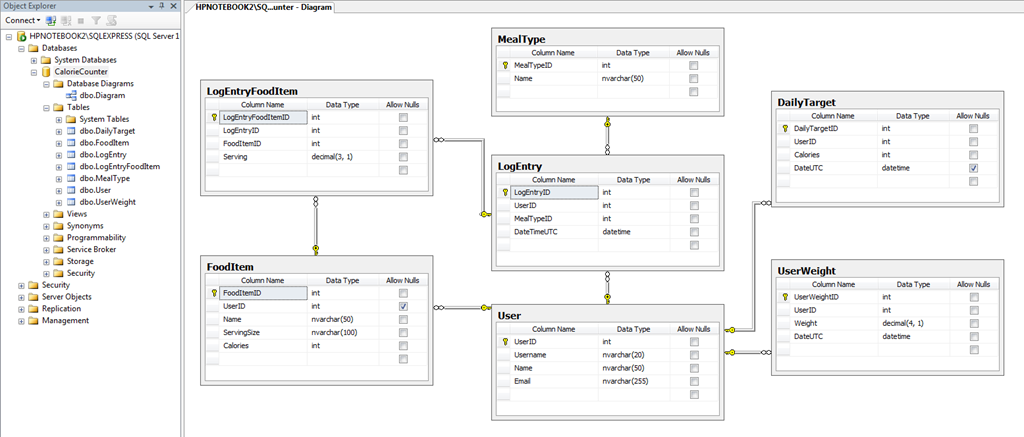 Object Explorer
HPNOTEBOOK2\SQ...unter - Diagram
Connect
HPNOTEBOOK2\SQLEXPRESS (SQL Server 1
Databases
System Databases
CalorieCounter
Database Diagrams
dbo.Diagram
Tables
System Tables
dbo.DailyTarget
dbo.FoodItem
dbo.LogEntry
dbo.LogEntryFoodItem
dbo.MealType
dbo.User
dbo.UserWeight
Views
Synonyms
Programmability
Service Broker
Storage
Security
Security
Server Objects
Replication
Management
MealType
Column Name Data Type Allow Nulls
MealTypeID int
Name nvarchar(50)
LogEntryFoodItem
Column Name Data Type Allow Nulls
LogEntryFoodItemID int
LogEntryID int
FoodItemID int
Serving decimal(3, 1)
DailyTarget
Column Name Data Type Allow Nulls
DailyTargetID int
UserID int
Calories int
DateUTC datetime
LogEntry
Column Name Data Type Allow Nulls
LogEntryID int
UserID int
MealTypeID int
DateTimeUTC datetime
FoodItem
Column Name Data Type Allow Nulls
FoodItemID int
UserID int
Name nvarchar(50)
ServingSize nvarchar(100)
Calories int
UserWeight
Column Name Data Type Allow Nulls
UserWeightID int
UserID int
Weight decimal(4, 1)
DateUTC datetime
User
Column Name Data Type Allow Nulls
UserID int
Username nvarchar(20)
Name nvarchar(50)
Email nvarchar(255)